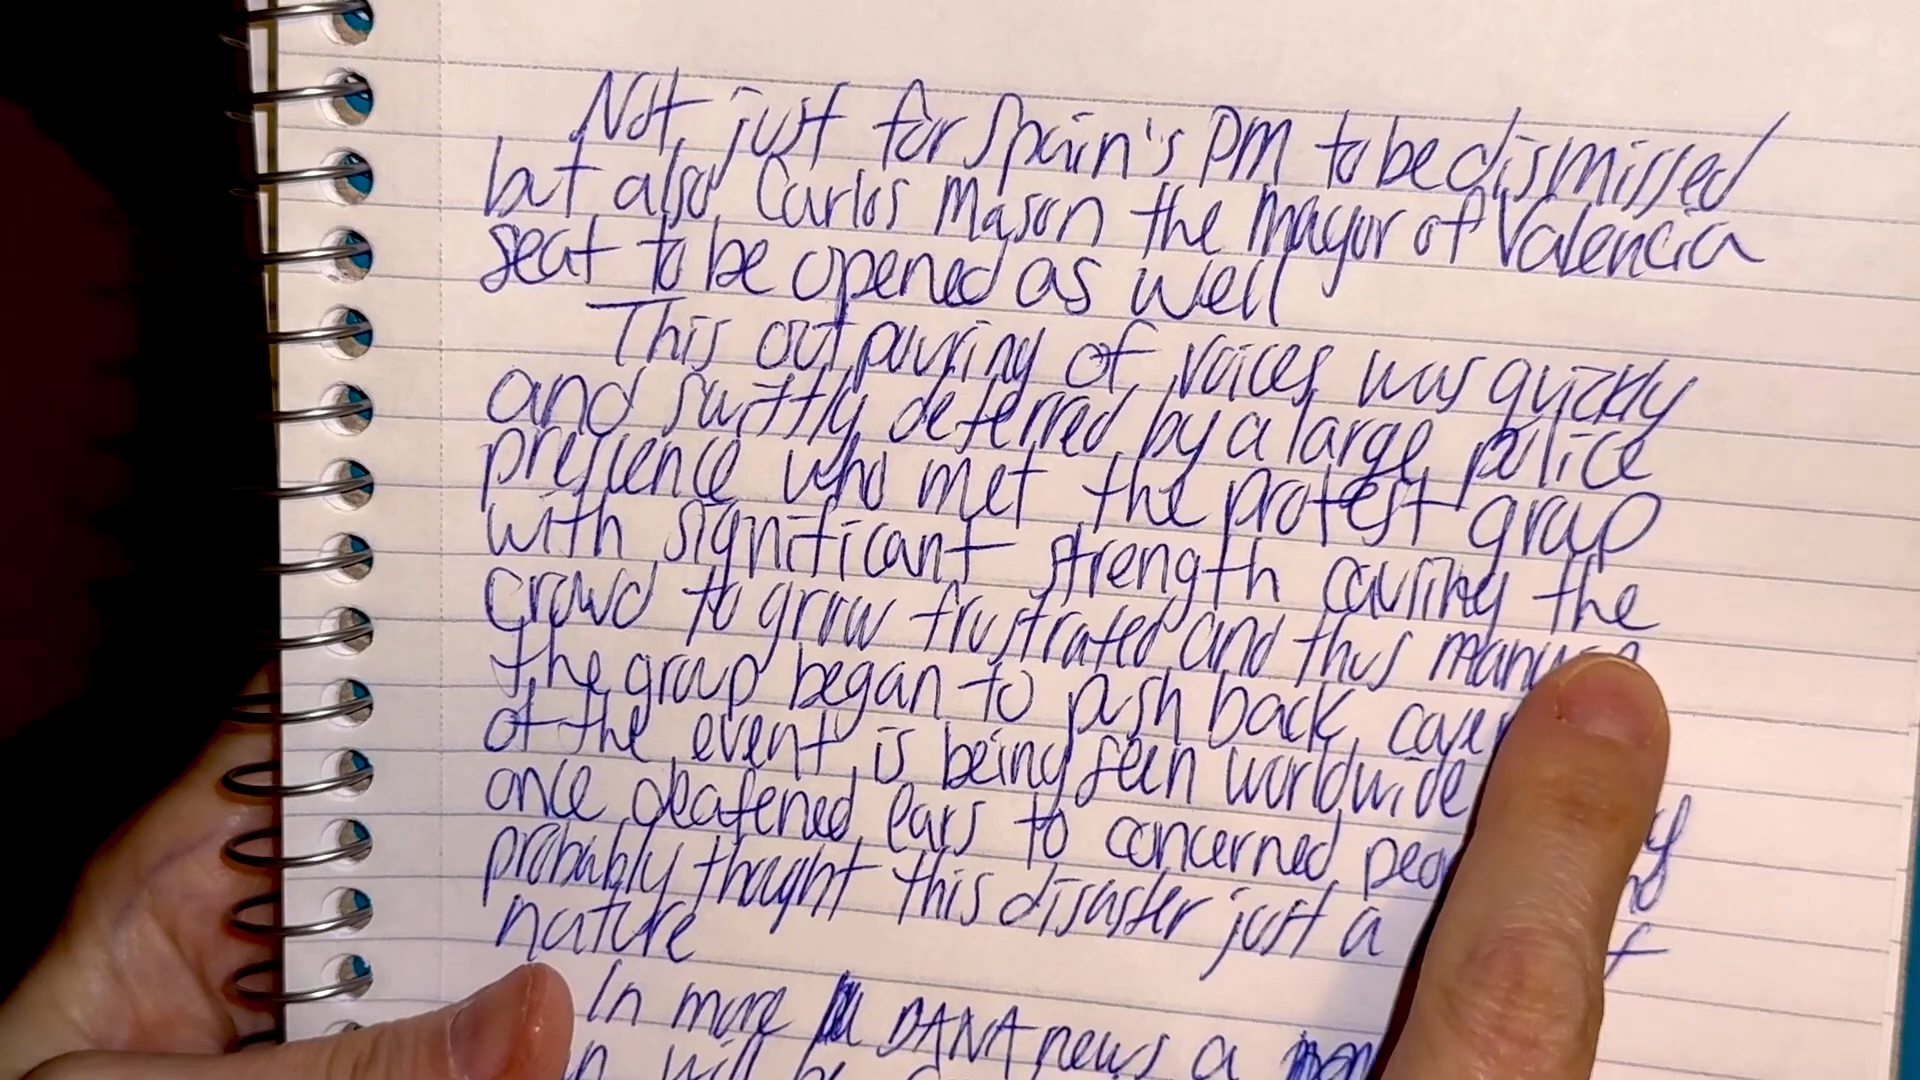 Not just for Spain's PM to be dismissed
but also Carlos Mason the mayor of Valencia
seat to be opened as well
This outpouring of voices was quickly
and swiftly deferred by a large police
prescence who met the protest group
with significant strength causing the
crowd to grow frustrated and thus many
the group began to push back
of the event is being seen worldwide
once deafened ears to concerned
probably thought this disaster just a
nature
In more DANA news a
will be